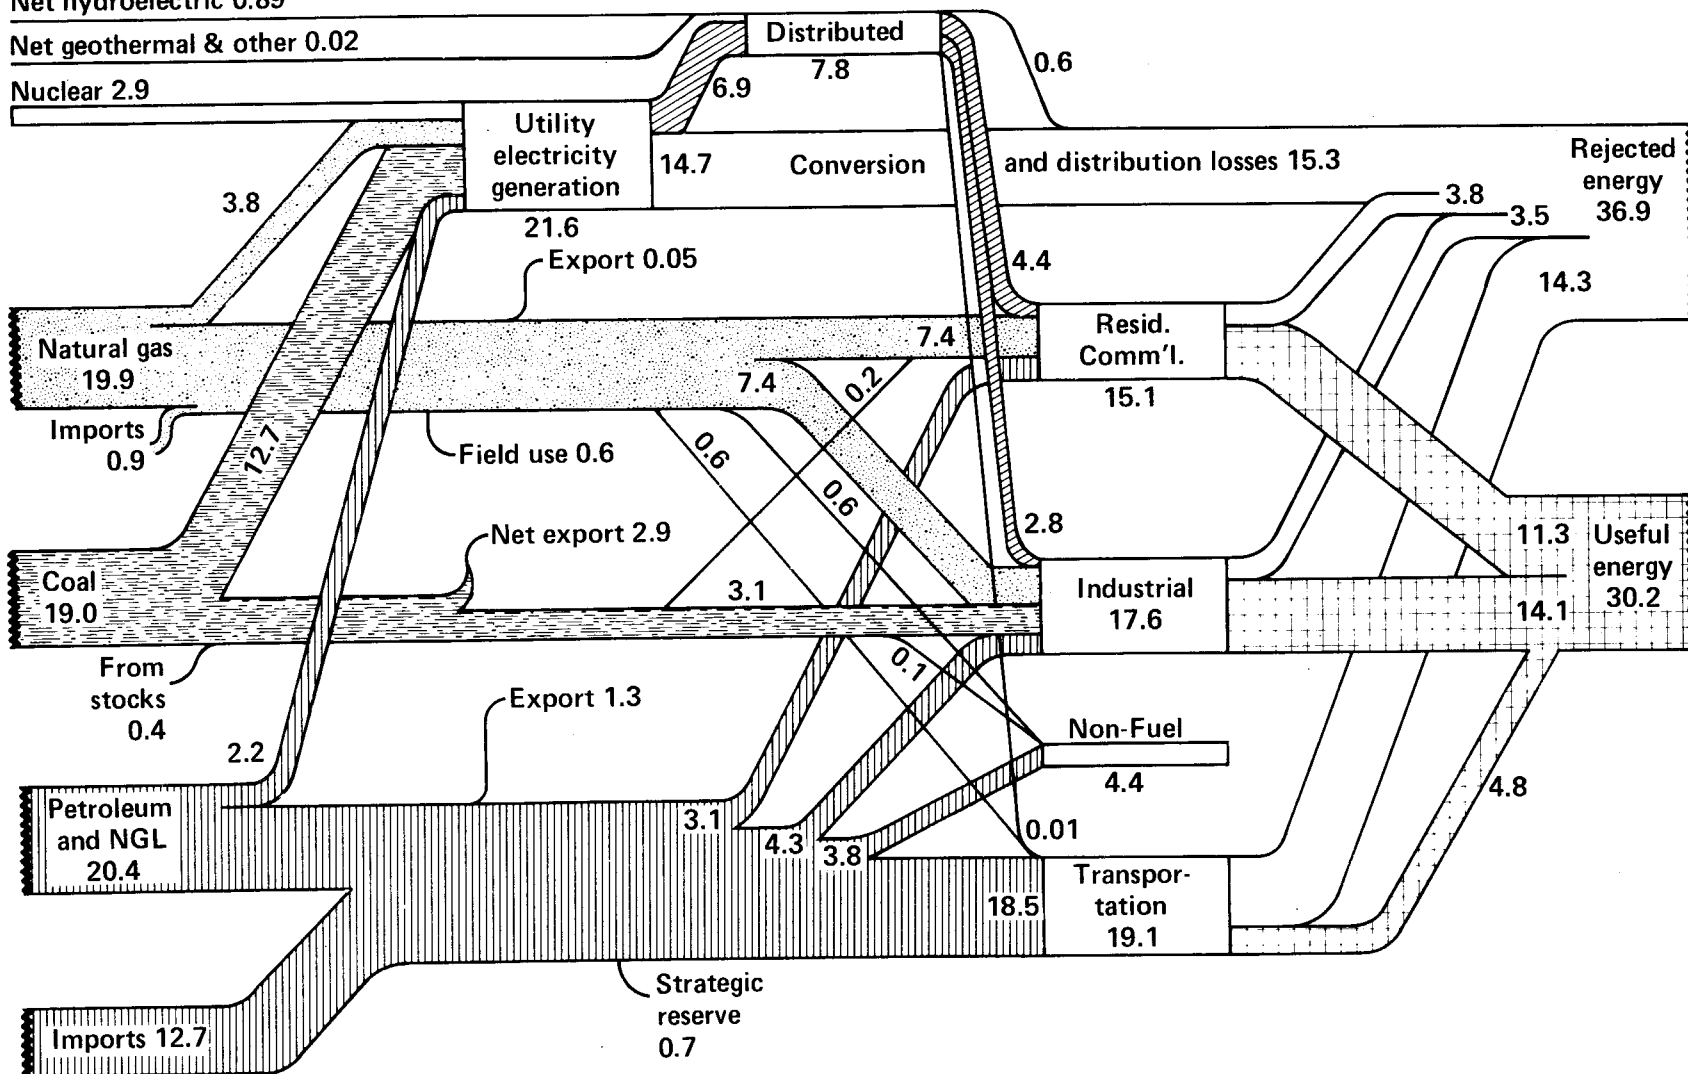 Net hydroelectric 0.89
Net geothermal & other 0.02
Nuclear 2.9
Distributed
7.8
0.6
6.9
Utility
electricity
generation
21.6
14.7
Conversion
and distribution losses 15.3
Rejected
energy
36.9
3.8
3.8
3.5
14.3
Export 0.05
4.4
Natural gas
19.9
7.4
Resid.
Comm'l.
15.1
7.4
0.2
Imports
0.9
12.7
Field use 0.6
0.6
0.6
2.8
Net export 2.9
11.3
Useful
energy
30.2
Coal
19.0
3.1
Industrial
17.6
14.1
From
stocks
0.4
0.1
Export 1.3
Non-Fuel
4.4
2.2
4.8
Petroleum
and NGL
20.4
3.1
4.3
3.8
0.01
18.5
Transpor-
tation
19.1
Strategic
reserve
0.7
Imports 12.7